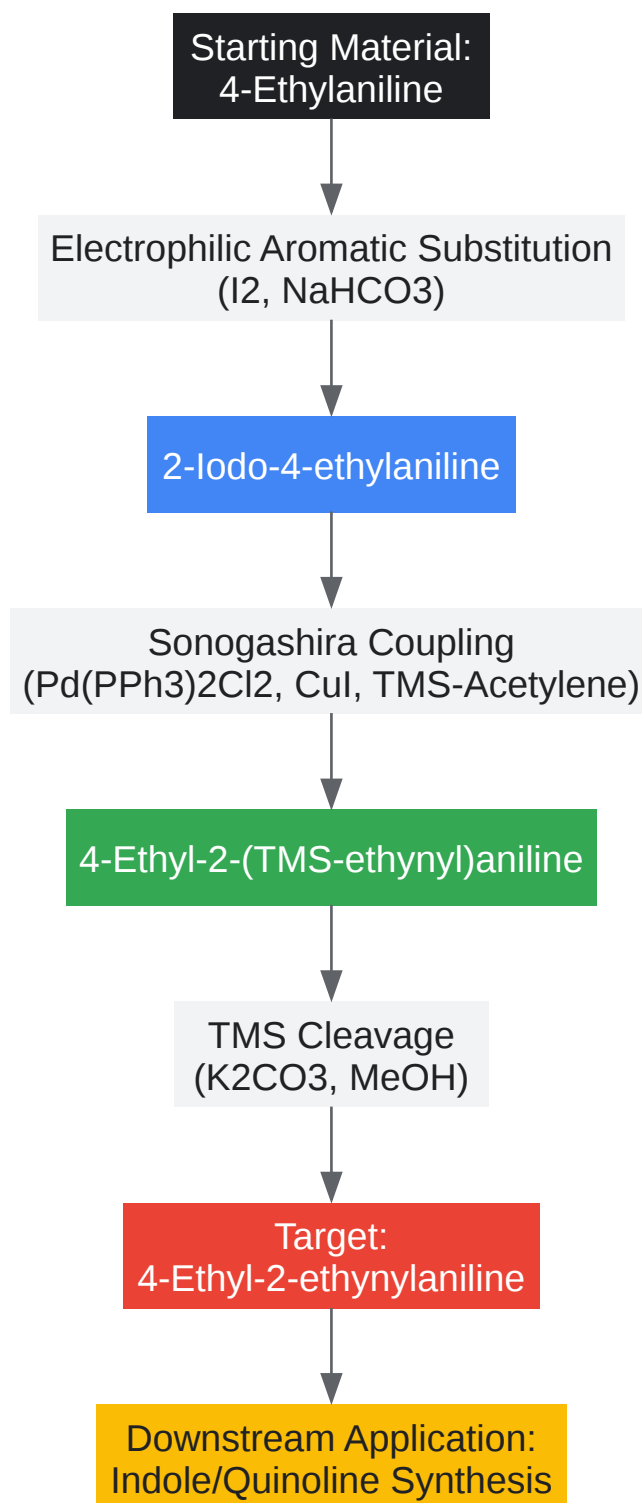 Starting Material:
4-Ethylaniline
Electrophilic Aromatic Substitution
(I2, NaHCO3)
2-Iodo-4-ethylaniline
Sonogashira Coupling
(Pd(PPh3)2Cl2, CuI, TMS-Acetylene)
4-Ethyl-2-(TMS-ethynyl)aniline
TMS Cleavage
(K2CO3, MeOH)
Target:
4-Ethyl-2-ethynylaniline
Downstream Application:
Indole/Quinoline Synthesis